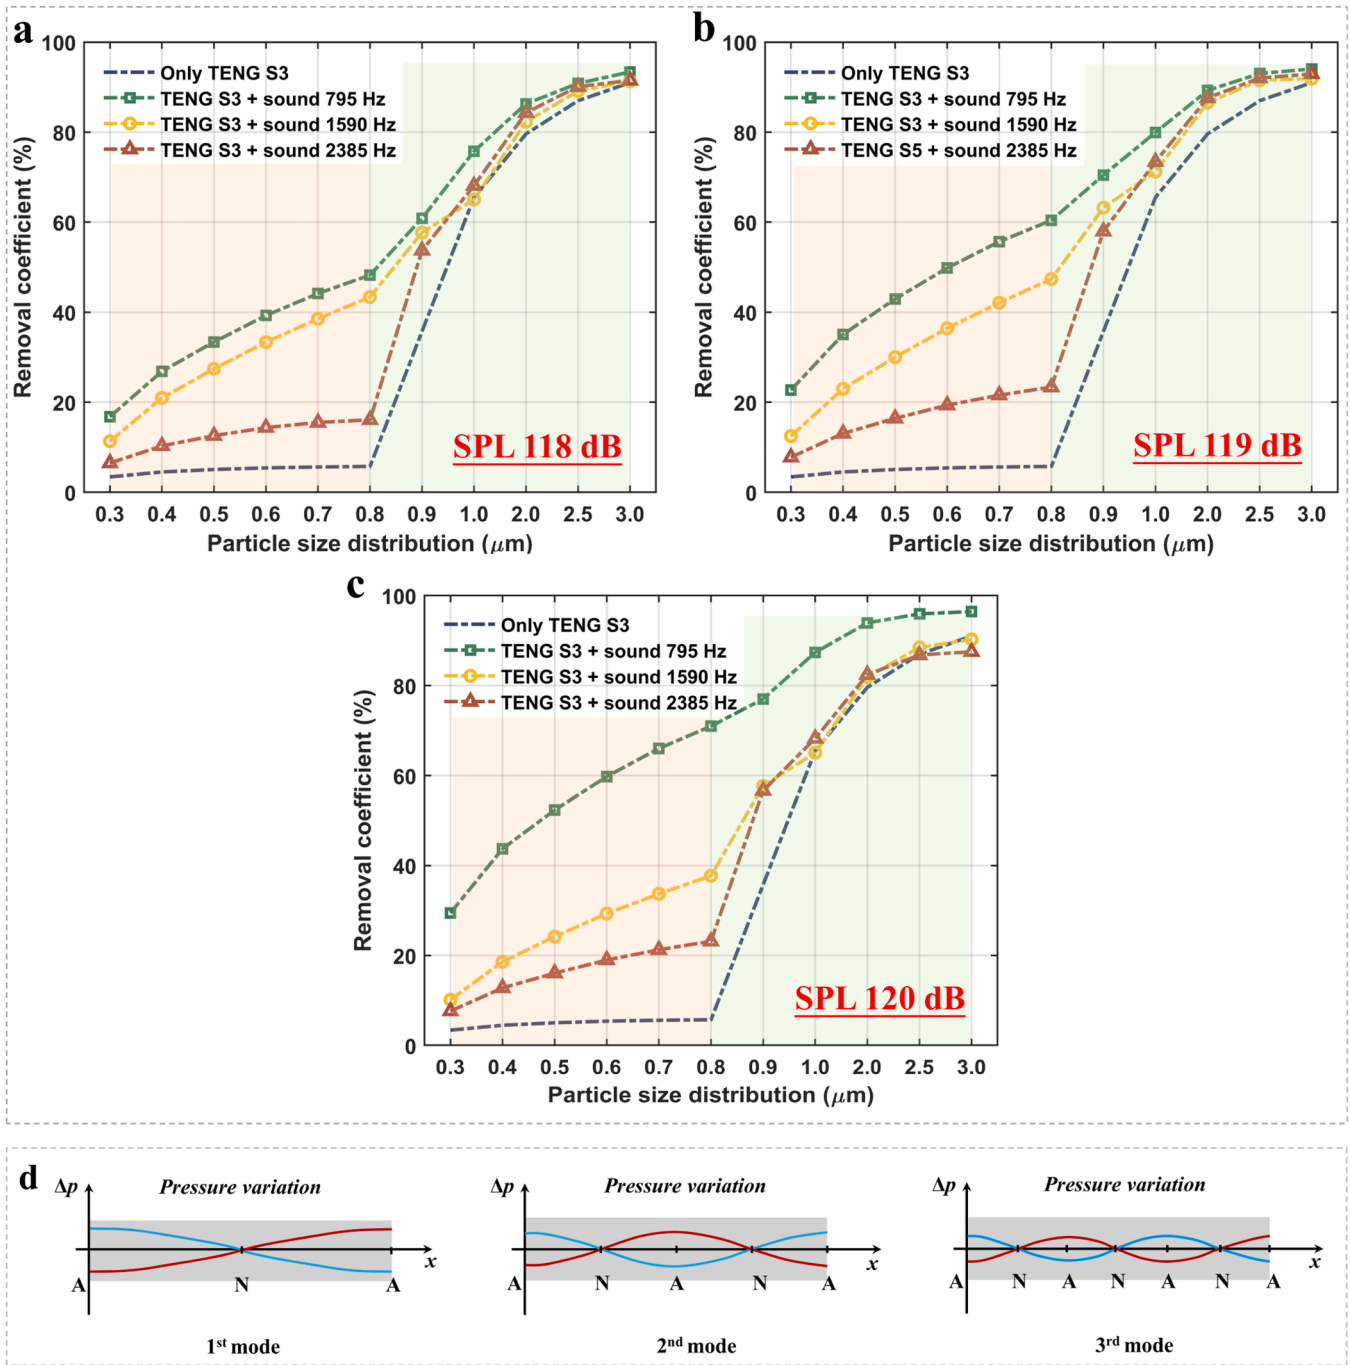 a
100
80
60
40
20
0
Removal coefficient (%)
Only TENG S3
TENG S3 + sound 795 Hz
TENG S3 + sound 1590 Hz
TENG S3 + sound 2385 Hz
SPL 118 dB
0.3 0.4 0.5 0.6 0.7 0.8 0.9 1.0 2.0 2.5 3.0
Particle size distribution (μm)
b
100
80
60
40
20
0
Removal coefficient (%)
Only TENG S3
TENG S3 + sound 795 Hz
TENG S3 + sound 1590 Hz
TENG S5 + sound 2385 Hz
SPL 119 dB
0.3 0.4 0.5 0.6 0.7 0.8 0.9 1.0 2.0 2.5 3.0
Particle size distribution (μm)
c
100
80
60
40
20
0
Removal coefficient (%)
Only TENG S3
TENG S3 + sound 795 Hz
TENG S3 + sound 1590 Hz
TENG S3 + sound 2385 Hz
SPL 120 dB
0.3 0.4 0.5 0.6 0.7 0.8 0.9 1.0 2.0 2.5 3.0
Particle size distribution (μm)
d
Δp
Pressure variation
x
A N A
1st mode
Δp
Pressure variation
x
A N A N A
2nd mode
Δp
Pressure variation
x
A N A N A N A
3rd mode